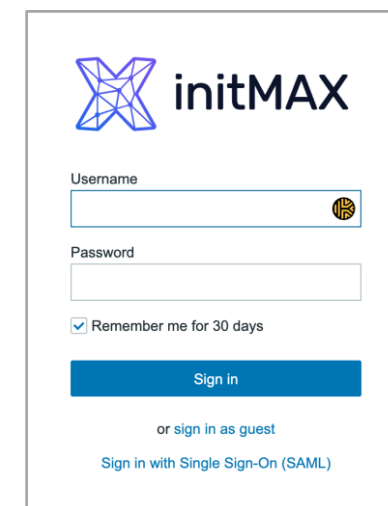 initMAX
Username
Password
Remember me for 30 days
Sign in
or sign in as guest
Sign in with Single Sign-On (SAML)